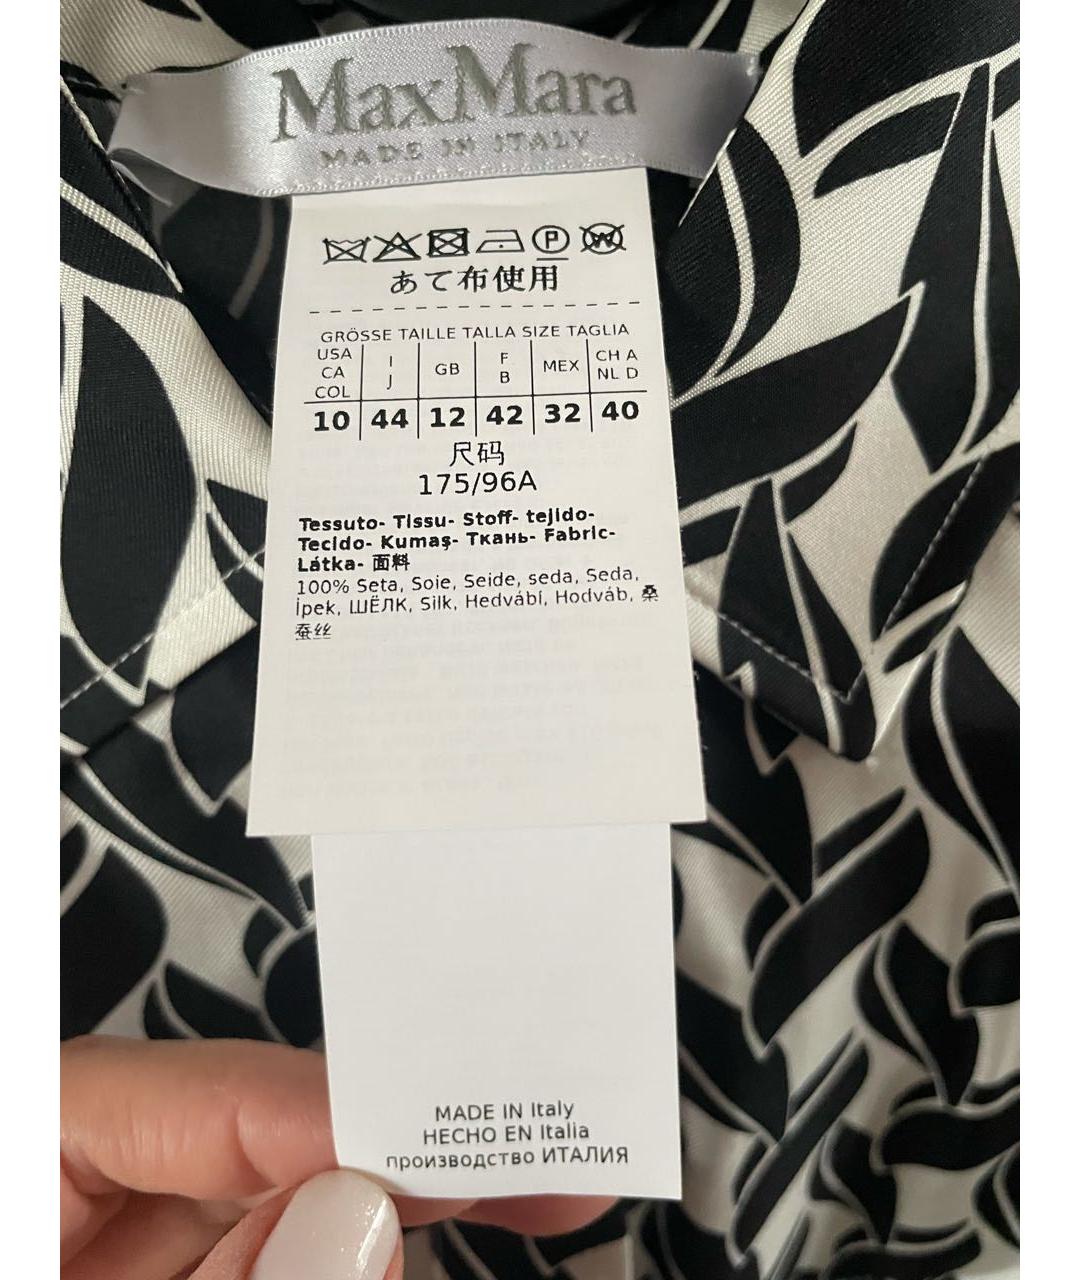 MaxMara
MADE IN ITALY
P W
あて布使用
GRÖSSE TAILLE TALLA SIZE TAGLIA
USA CA COL I J GB F B MEX CH A NL D
10 44 12 42 32 40
尺码
175/96A
Tessuto- Tissu- Stoff- tejido-
Tecido- Kumaş- Ткань- Fabric-
Látka- 面料
100% Seta, Soie, Seide, seda, Seda,
İpek, ШЁЛК, Silk, Hedvábí, Hodváb, 桑
蚕丝
MADE IN Italy
HECHO EN Italia
производство ИТАЛИЯ